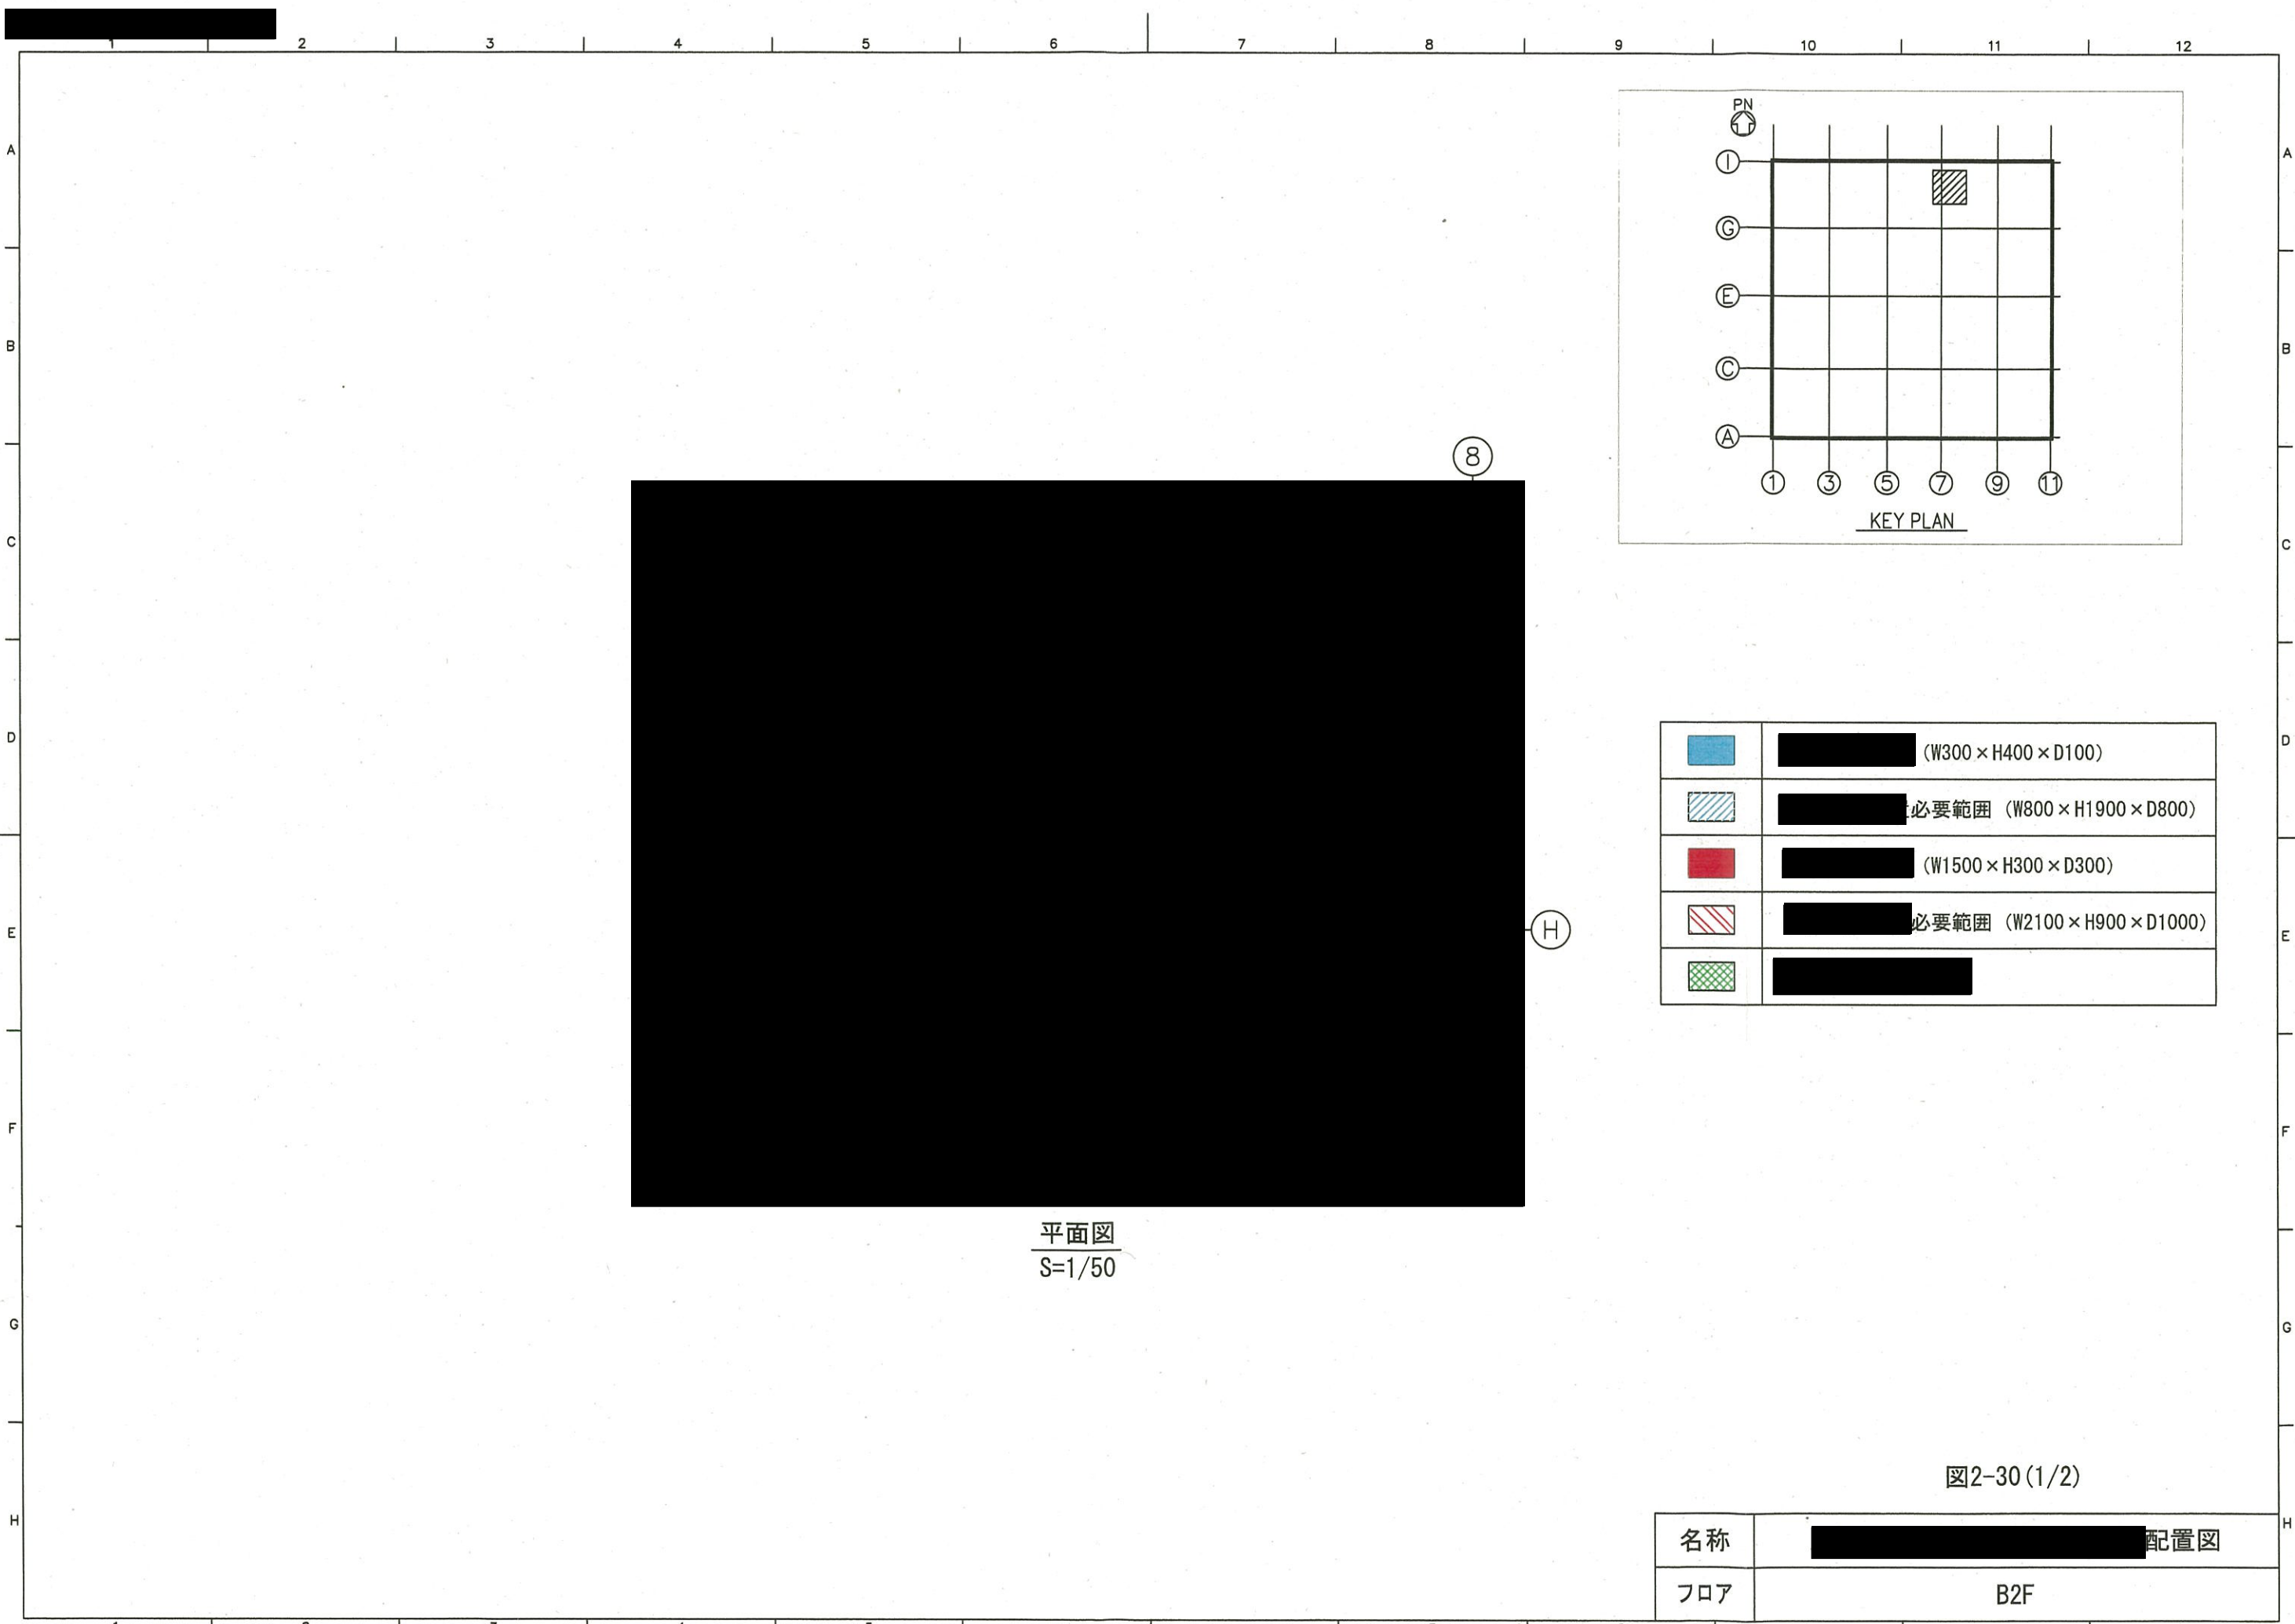 1 2 3 4 5 6 7 8 9 10 11 12
PN
A A
I
G
E
B B
C
A
8
1 3 5 7 9 11
KEY PLAN
C C
D D
(W300×H400×D100)
必要範囲 (W800×H1900×D800)
(W1500×H300×D300)
必要範囲 (W2100×H900×D1000)
H
E E
F F
平面図
S=1/50
G G
図2-30(1/2)
H H
名称 配置図
フロア B2F